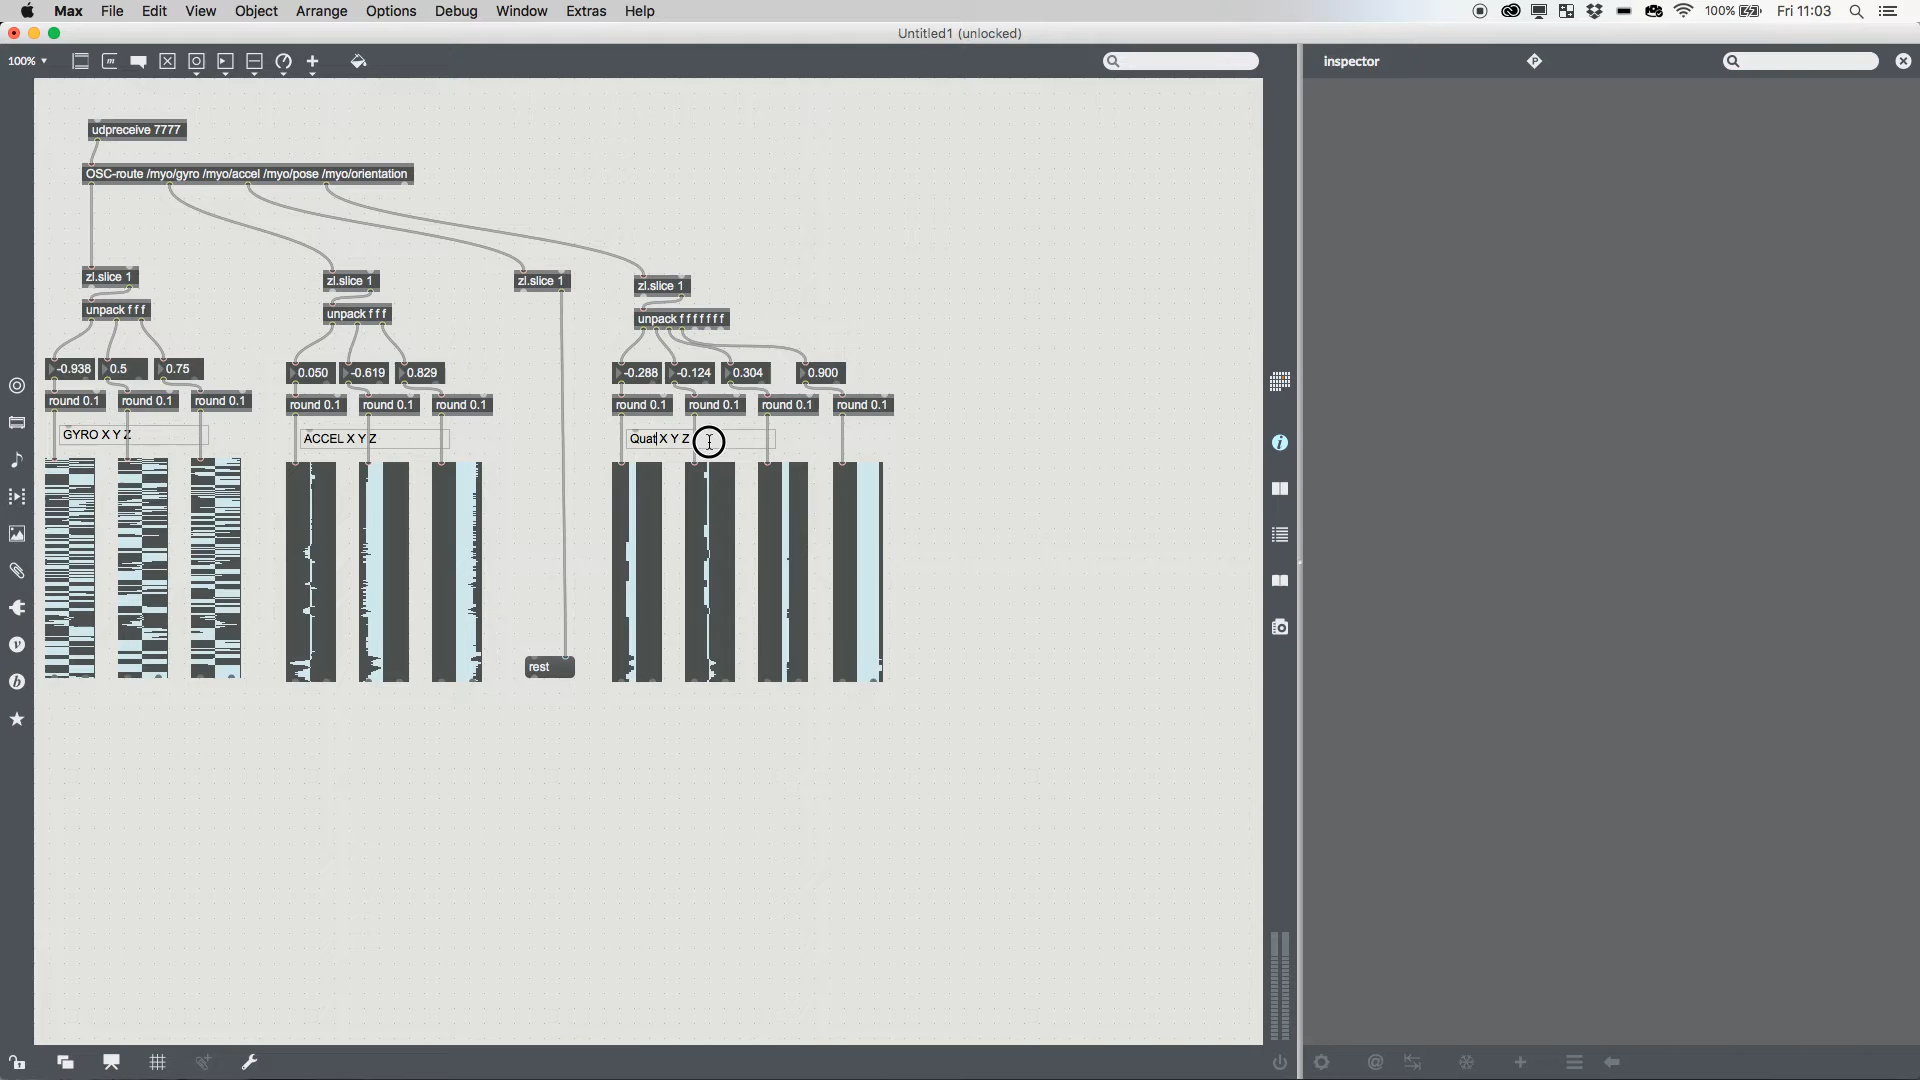 Max File Edit View Object Arrange Options Debug Window Extras Help 100% Fri 11:03
Untitled1 (unlocked)
100% inspector
udpreceive 7777
OSC-route /myo/gyro /myo/accel /myo/pose /myo/orientation
zl.slice 1 zl.slice 1 zl.slice 1 zl.slice 1
unpack f f f unpack f f f unpack f f f f f f f
-0.938 0.5 0.75 0.050 -0.619 0.829 -0.288 -0.124 0.304 0.900
round 0.1 round 0.1 round 0.1 round 0.1 round 0.1 round 0.1 round 0.1 round 0.1 round 0.1 round 0.1
GYRO X Y Z ACCEL X Y Z Quat X Y Z
rest